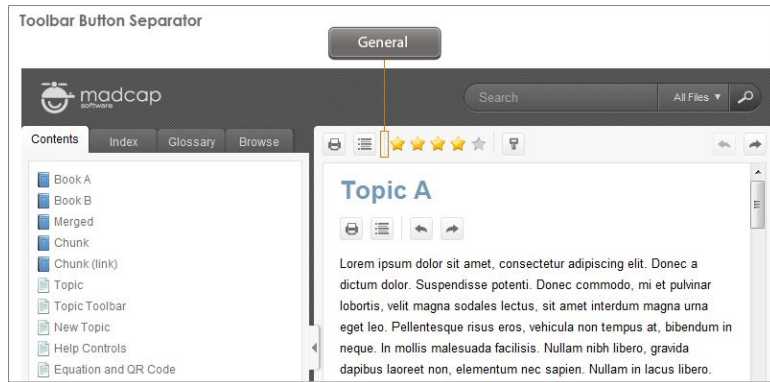 Toolbar Button Separator
General
madcap
software
Search
All Files
Contents
Index
Glossary
Browse
Book A
Book B
Merged
Chunk
Chunk (link)
Topic
Topic Toolbar
New Topic
Help Controls
Equation and QR Code
Topic A
Lorem ipsum dolor sit amet, consectetur adipiscing elit. Donec a
dictum dolor. Suspendisse potenti. Donec commodo, mi et pulvinar
lobortis, velit magna sodales lectus, sit amet interdum magna urna
eget leo. Pellentesque risus eros, vehicula non tempus at, bibendum in
neque. In mollis malesuada facilisis. Nullam nibh libero, gravida
dapibus laoreet non, elementum nec sapien. Nullam in lacus libero.